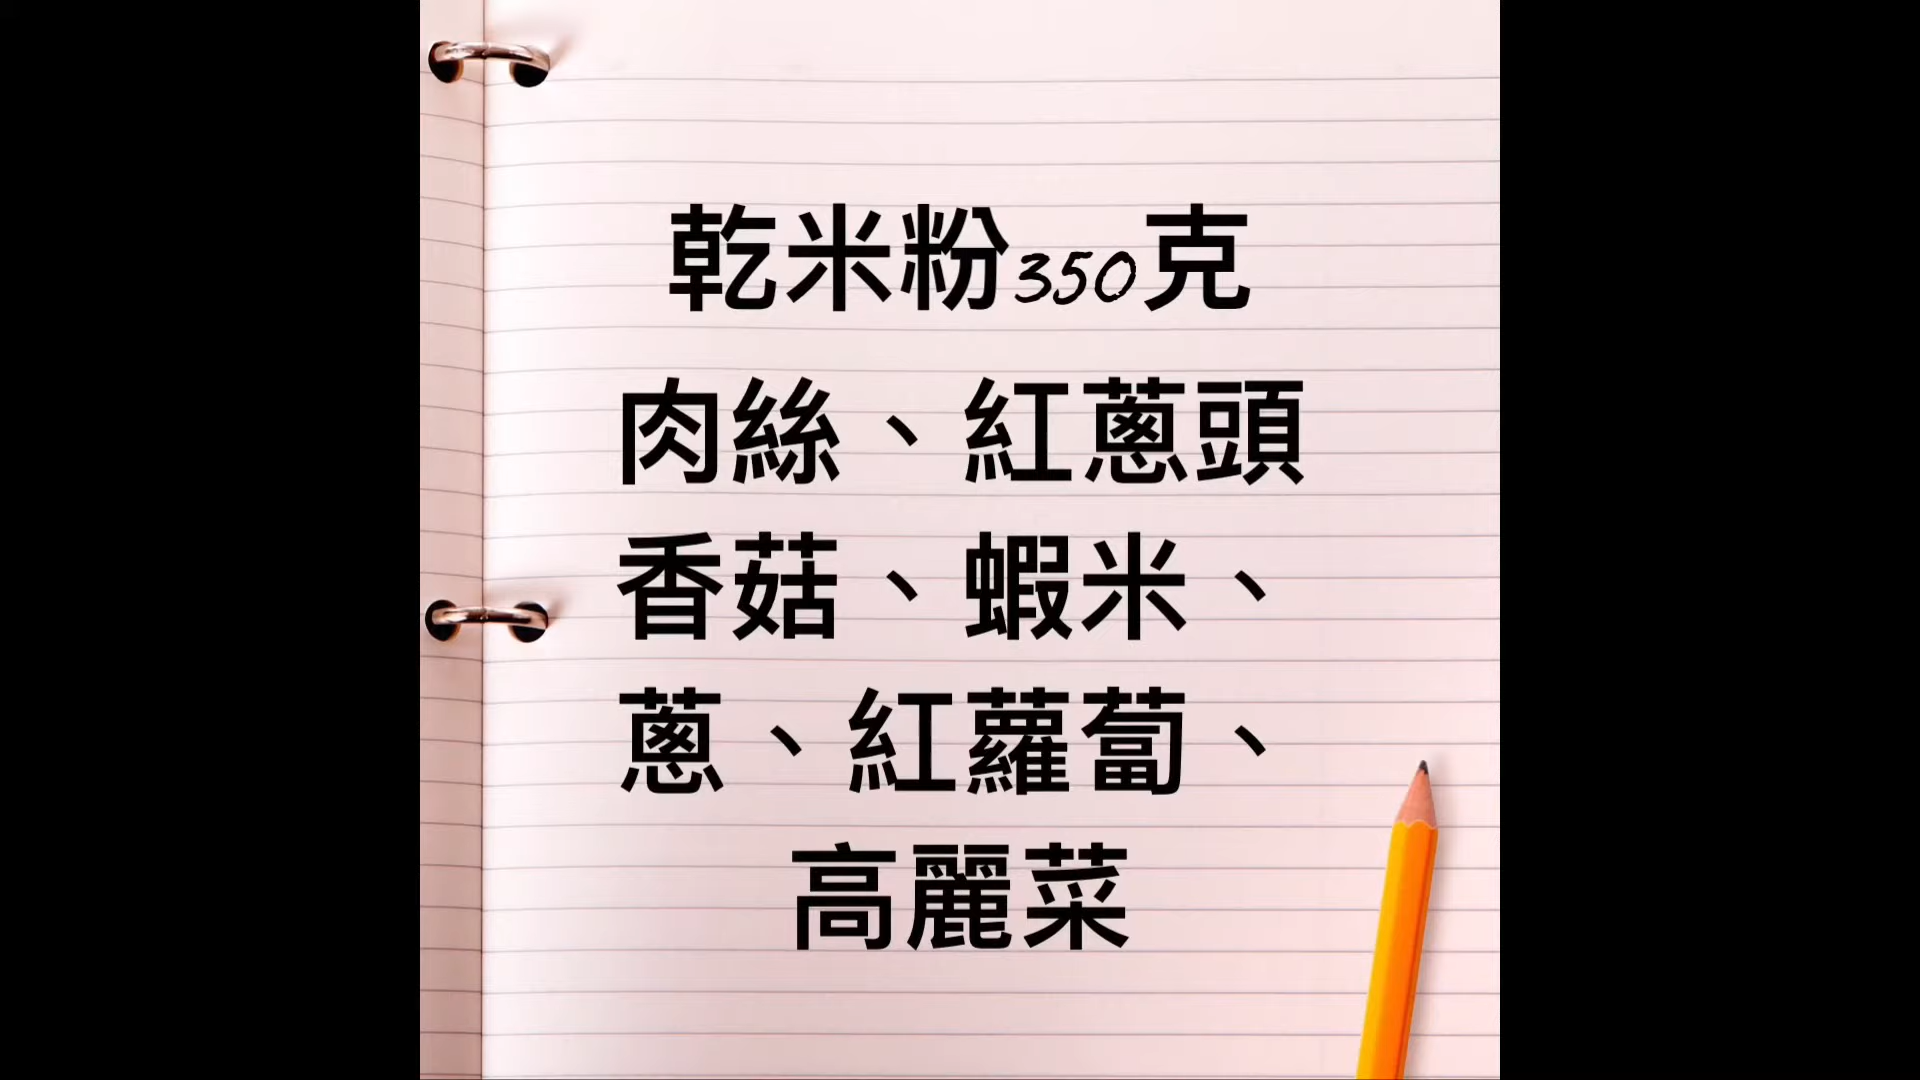 乾米粉350克
肉絲、紅蔥頭
香菇、蝦米、
蔥、紅蘿蔔、
高麗菜